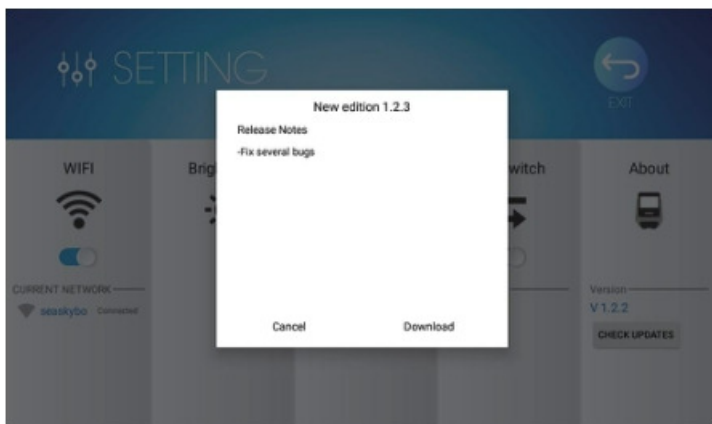 SETTING
EXIT
New edition 1.2.3
Release Notes
-Fix several bugs
Cancel
Download
WIFI
Brig
witch
About
CURRENT NETWORK
seaskybo Connected
Version
V 1.2.2
CHECK UPDATES